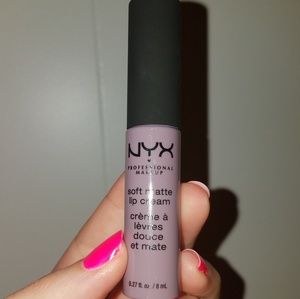 NYX
PROFESSIONAL
MAKEUP
soft matte
lip cream
crème à
lèvres
douce
et mate
0.27 fl. oz / 8 mL